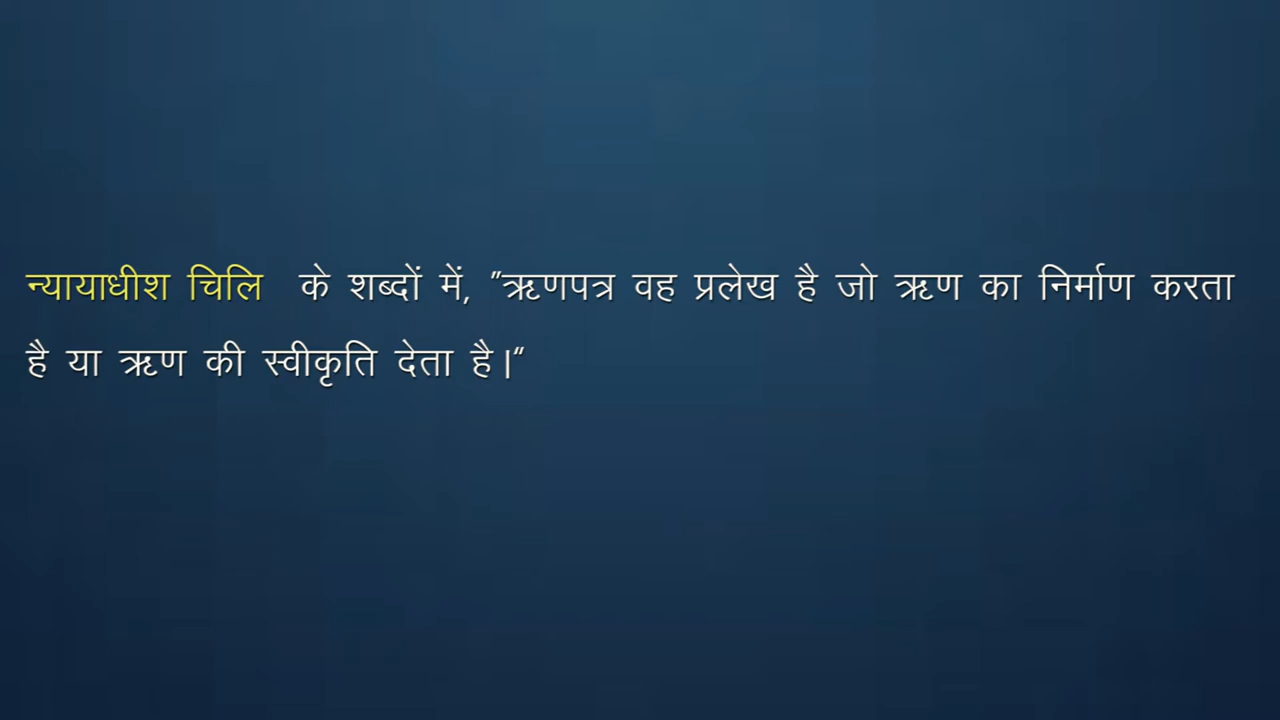 न्यायाधीश चिलि के शब्दों में, "ऋणपत्र वह प्रलेख है जो ऋण का निर्माण करता
है या ऋण की स्वीकृति देता है|"